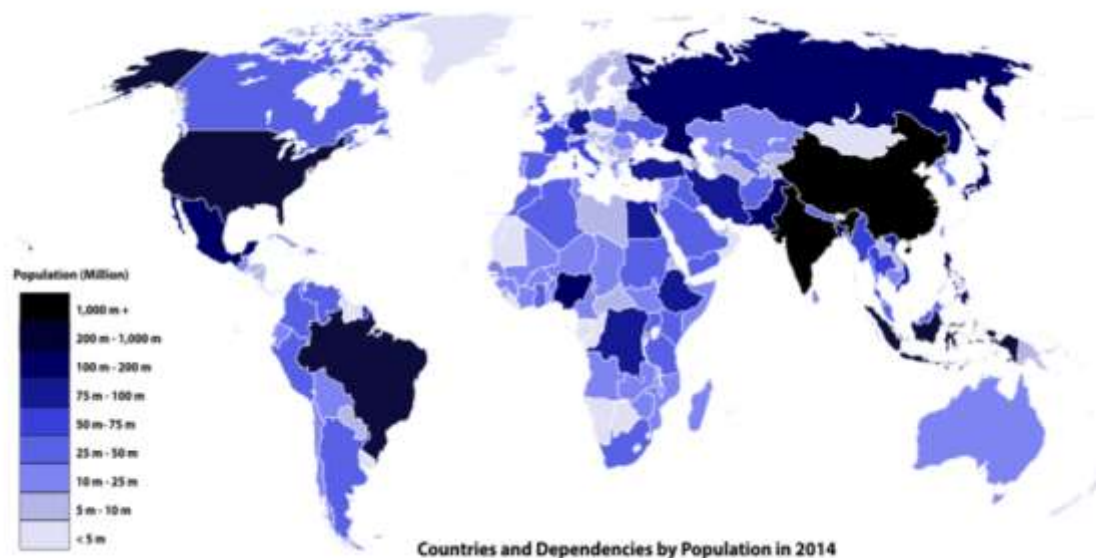 Population (Million)
1,000 m +
200 m - 1,000 m
100 m - 200 m
75 m - 100 m
50 m- 75 m
25 m - 50 m
10 m - 25 m
5 m - 10 m
< 5 m
Countries and Dependencies by Population in 2014